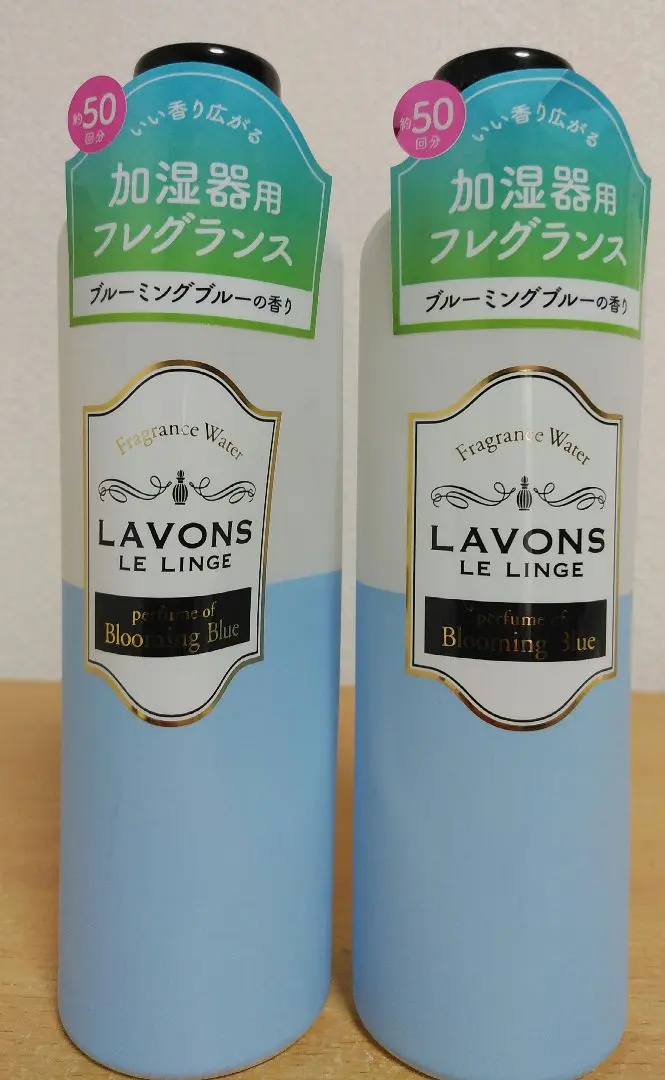 約50
回分
いい香り広がる
加湿器用
フレグランス
ブルーミングブルーの香り
Fragrance Water
LAVONS
LE LINGE
perfume of
Blooming Blue
約50
回分
いい香り広がる
加湿器用
フレグランス
ブルーミングブルーの香り
Fragrance Water
LAVONS
LE LINGE
perfume of
Blooming Blue